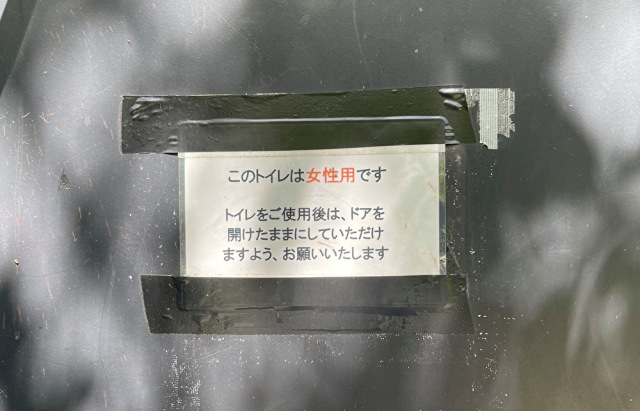 このトイレは女性用です
トイレをご使用後は、ドアを
開けたままにしていただけ
ますよう、お願いいたします